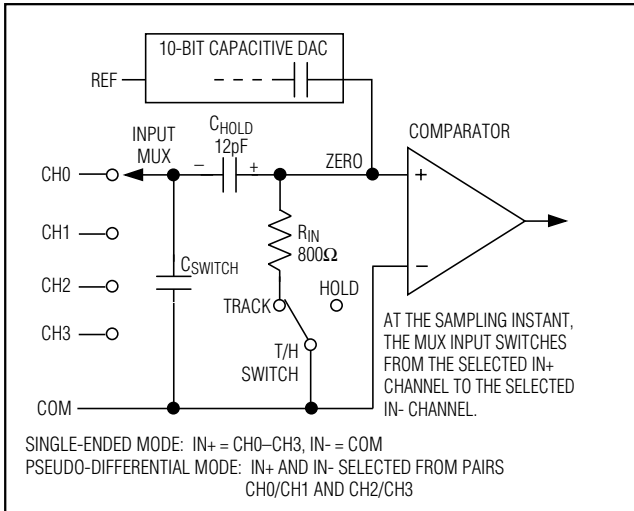 10-BIT CAPACITIVE DAC
REF
CHOLD
12pF
INPUT
MUX
COMPARATOR
ZERO
− +
+
CH0
RIN
800Ω
CH1
CSWITCH
−
HOLD
CH2
TRACK
CH3
T/H
SWITCH
AT THE SAMPLING INSTANT,
THE MUX INPUT SWITCHES
FROM THE SELECTED IN+
CHANNEL TO THE SELECTED
IN- CHANNEL.
COM
SINGLE-ENDED MODE: IN+ = CH0–CH3, IN- = COM
PSEUDO-DIFFERENTIAL MODE: IN+ AND IN- SELECTED FROM PAIRS
CH0/CH1 AND CH2/CH3